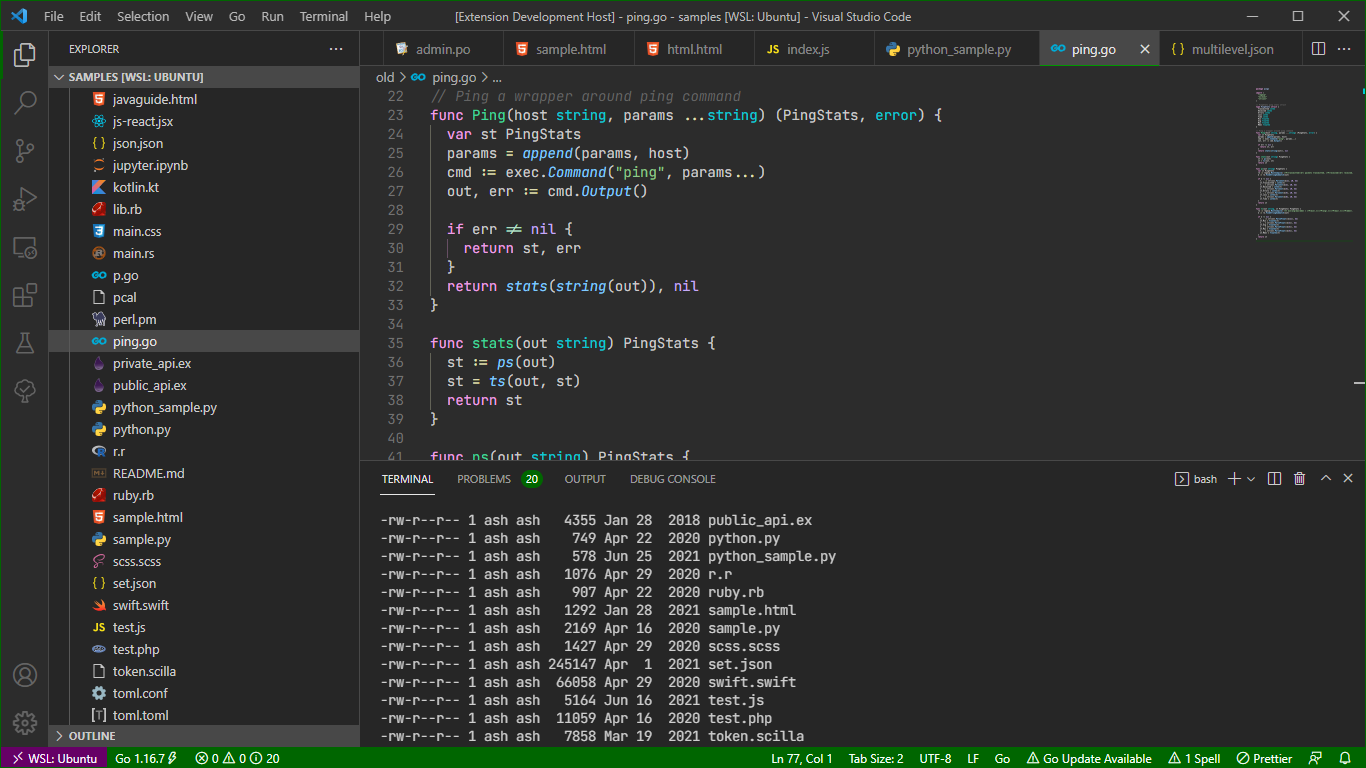 File Edit Selection View Go Run Terminal Help [Extension Development Host] - ping.go - samples [WSL: Ubuntu] - Visual Studio Code
EXPLORER
SAMPLES [WSL: UBUNTU]
javaguide.html
js-react.jsx
{} json.json
jupyter.ipynb
kotlin.kt
lib.rb
main.css
main.rs
GO p.go
pcal
perl.pm
GO ping.go
private_api.ex
public_api.ex
python_sample.py
python.py
r.r
README.md
ruby.rb
sample.html
sample.py
scss.scss
{} set.json
swift.swift
JS test.js
test.php
token.scilla
toml.conf
[T] toml.toml
OUTLINE
admin.po sample.html html.html JS index.js python_sample.py GO ping.go {} multilevel.json
old > GO ping.go > ...
22 // Ping a wrapper around ping command
23 func Ping(host string, params ...string) (PingStats, error) {
24 var st PingStats
25 params = append(params, host)
26 cmd := exec.Command("ping", params...)
27 out, err := cmd.Output()
28
29 if err ≠ nil {
30 return st, err
31 }
32 return stats(string(out)), nil
33 }
34
35 func stats(out string) PingStats {
36 st := ps(out)
37 st = ts(out, st)
38 return st
39 }
40
41 func ps(out string) PingStats {
TERMINAL PROBLEMS 20 OUTPUT DEBUG CONSOLE bash
-rw-r--r-- 1 ash ash 4355 Jan 28 2018 public_api.ex
-rw-r--r-- 1 ash ash 749 Apr 22 2020 python.py
-rw-r--r-- 1 ash ash 578 Jun 25 2021 python_sample.py
-rw-r--r-- 1 ash ash 1076 Apr 29 2020 r.r
-rw-r--r-- 1 ash ash 907 Apr 22 2020 ruby.rb
-rw-r--r-- 1 ash ash 1292 Jan 28 2021 sample.html
-rw-r--r-- 1 ash ash 2169 Apr 16 2020 sample.py
-rw-r--r-- 1 ash ash 1427 Apr 29 2020 scss.scss
-rw-r--r-- 1 ash ash 245147 Apr 1 2021 set.json
-rw-r--r-- 1 ash ash 66058 Apr 29 2020 swift.swift
-rw-r--r-- 1 ash ash 5164 Jun 16 2021 test.js
-rw-r--r-- 1 ash ash 11059 Apr 16 2020 test.php
-rw-r--r-- 1 ash ash 7858 Mar 19 2021 token.scilla
WSL: Ubuntu Go 1.16.7 0 0 20 Ln 77, Col 1 Tab Size: 2 UTF-8 LF Go Go Update Available 1 Spell Prettier